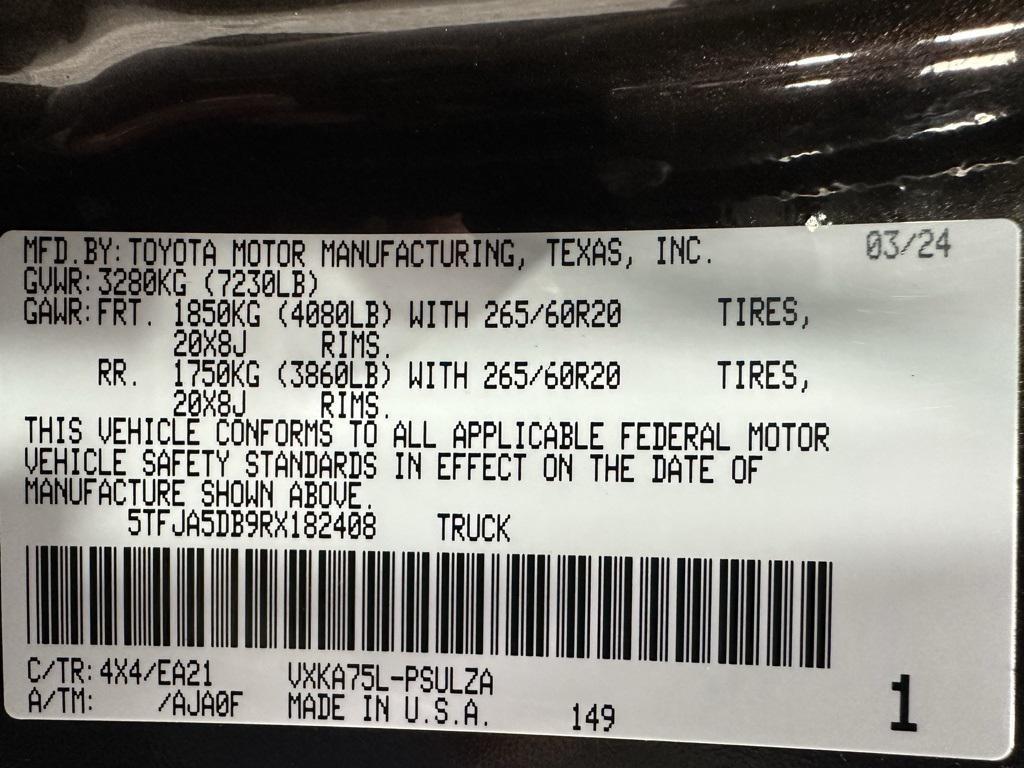 MFD.BY:TOYOTA MOTOR MANUFACTURING, TEXAS, INC. 03/24
GVWR:3280KG (7230LB)
GAWR:FRT. 1850KG (4080LB) WITH 265/60R20 TIRES,
20X8J RIMS.
RR. 1750KG (3860LB) WITH 265/60R20 TIRES,
20X8J RIMS.
THIS VEHICLE CONFORMS TO ALL APPLICABLE FEDERAL MOTOR
VEHICLE SAFETY STANDARDS IN EFFECT ON THE DATE OF
MANUFACTURE SHOWN ABOVE.
5TFJA5DB9RX182408 TRUCK
C/TR:4X4/EA21 VXKA75L-PSULZA
A/TM: /AJA0F MADE IN U.S.A. 149 1